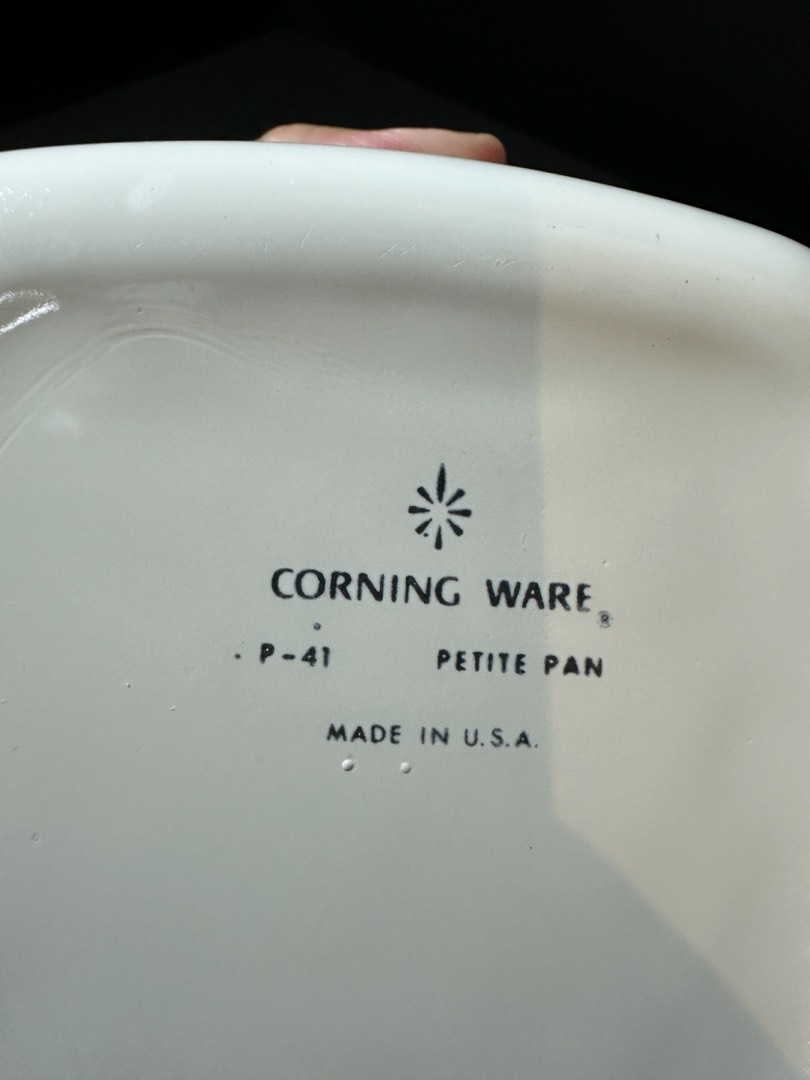 CORNING WARE®
P-41 PETITE PAN
MADE IN U.S.A.